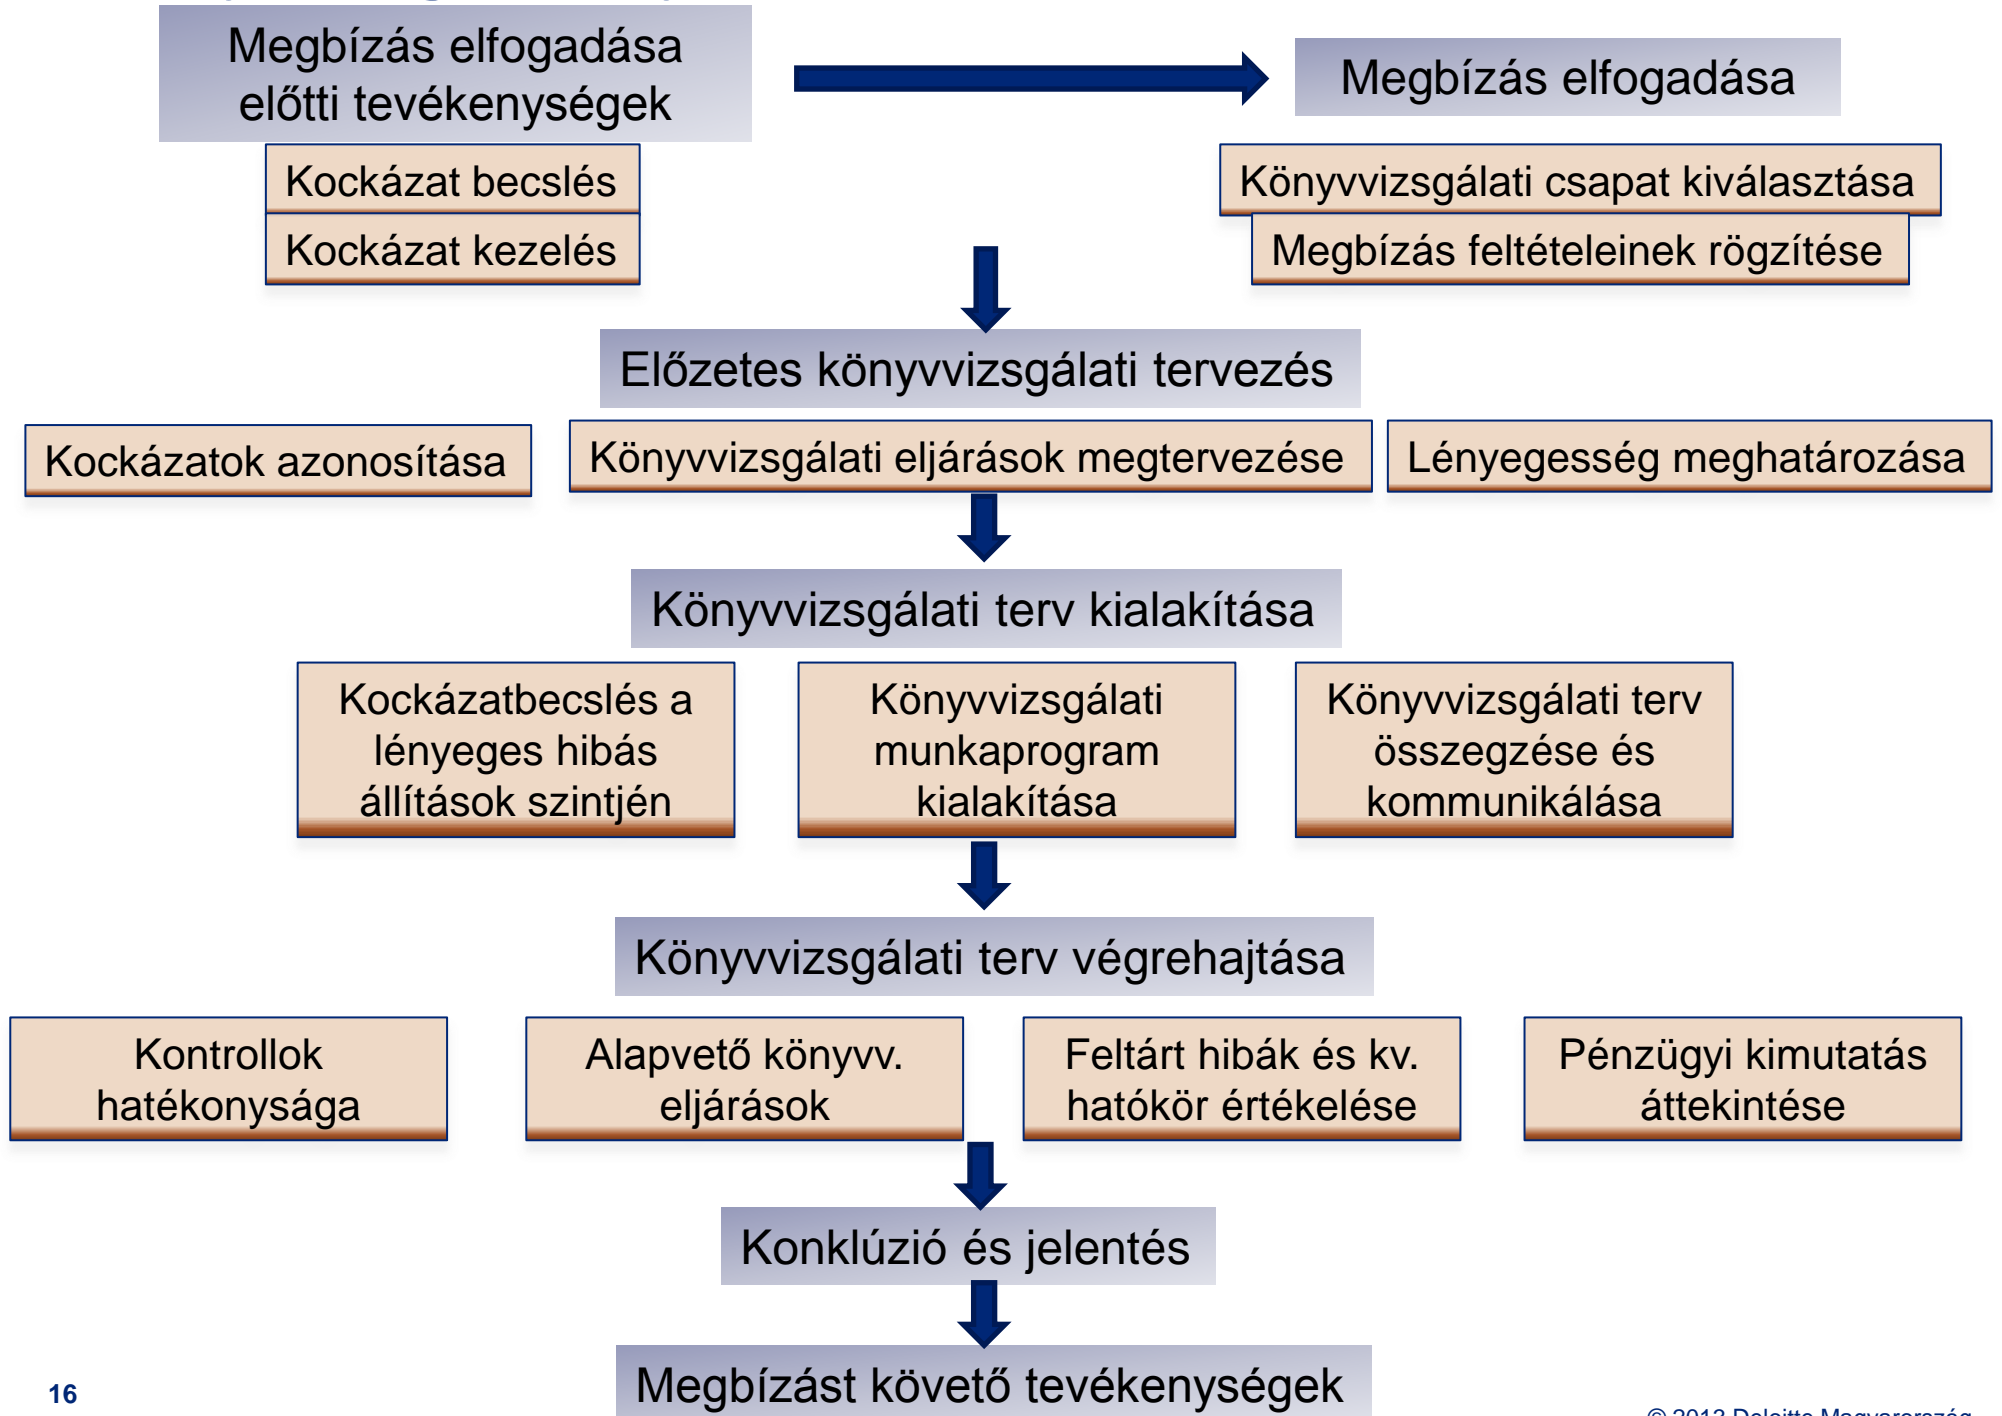 Megbízás elfogadása
előtti tevékenységek
Megbízás elfogadása
Kockázat becslés
Kockázat kezelés
Könyvvizsgálati csapat kiválasztása
Megbízás feltételeinek rögzítése
Előzetes könyvvizsgálati tervezés
Kockázatok azonosítása
Könyvvizsgálati eljárások megtervezése
Lényegesség meghatározása
Könyvvizsgálati terv kialakítása
Kockázatbecslés a
lényeges hibás
állítások szintjén
Könyvvizsgálati
munkaprogram
kialakítása
Könyvvizsgálati terv
összegzése és
kommunikálása
Könyvvizsgálati terv végrehajtása
Kontrollok
hatékonysága
Alapvető könyvv.
eljárások
Feltárt hibák és kv.
hatókör értékelése
Pénzügyi kimutatás
áttekintése
Konklúzió és jelentés
Megbízást követő tevékenységek
16
© 2013 Deloitte Magyarország